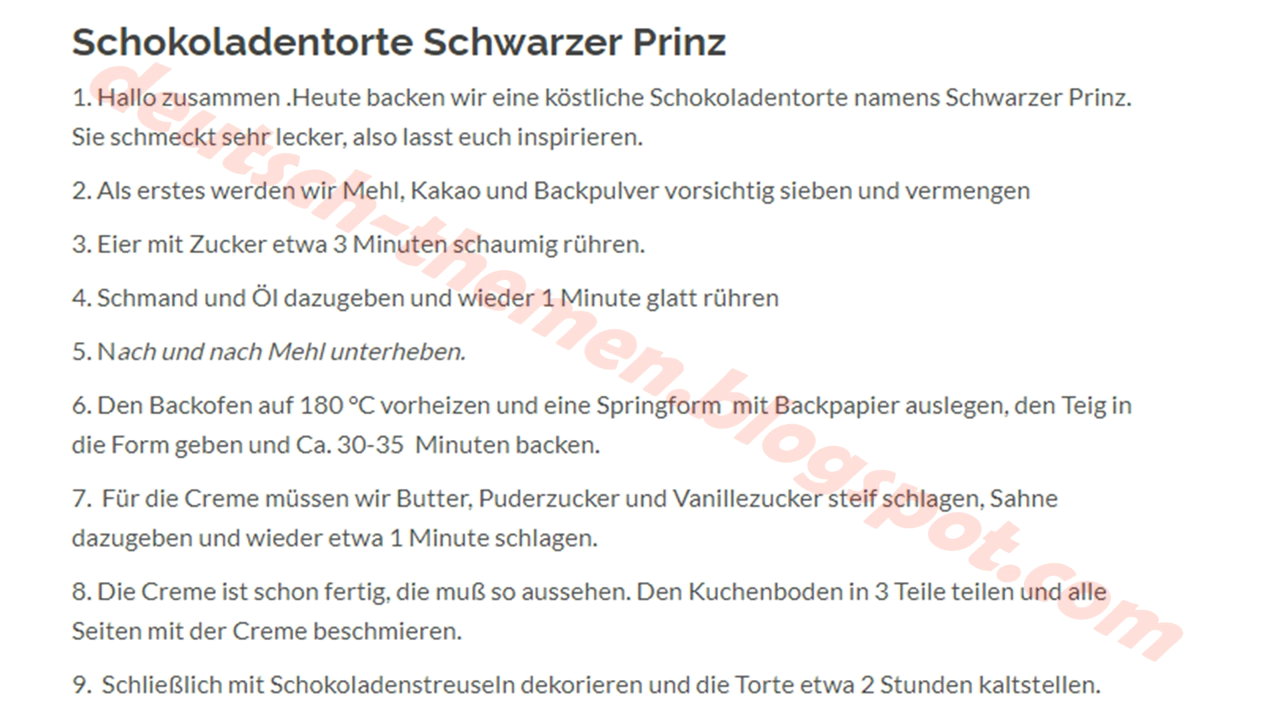 Schokoladentorte Schwarzer Prinz
1. Hallo zusammen .Heute backen wir eine köstliche Schokoladentorte namens Schwarzer Prinz.
Sie schmeckt sehr lecker, also lasst euch inspirieren.
2. Als erstes werden wir Mehl, Kakao und Backpulver vorsichtig sieben und vermengen
3. Eier mit Zucker etwa 3 Minuten schaumig rühren.
4. Schmand und Öl dazugeben und wieder 1 Minute glatt rühren
5. Nach und nach Mehl unterheben.
6. Den Backofen auf 180 °C vorheizen und eine Springform  mit Backpapier auslegen, den Teig in
die Form geben und Ca. 30-35  Minuten backen.
7.  Für die Creme müssen wir Butter, Puderzucker und Vanillezucker steif schlagen, Sahne
dazugeben und wieder etwa 1 Minute schlagen.
8. Die Creme ist schon fertig, die muß so aussehen. Den Kuchenboden in 3 Teile teilen und alle
Seiten mit der Creme beschmieren.
9.  Schließlich mit Schokoladenstreuseln dekorieren und die Torte etwa 2 Stunden kaltstellen.
deutsch-themen.blogspot.com